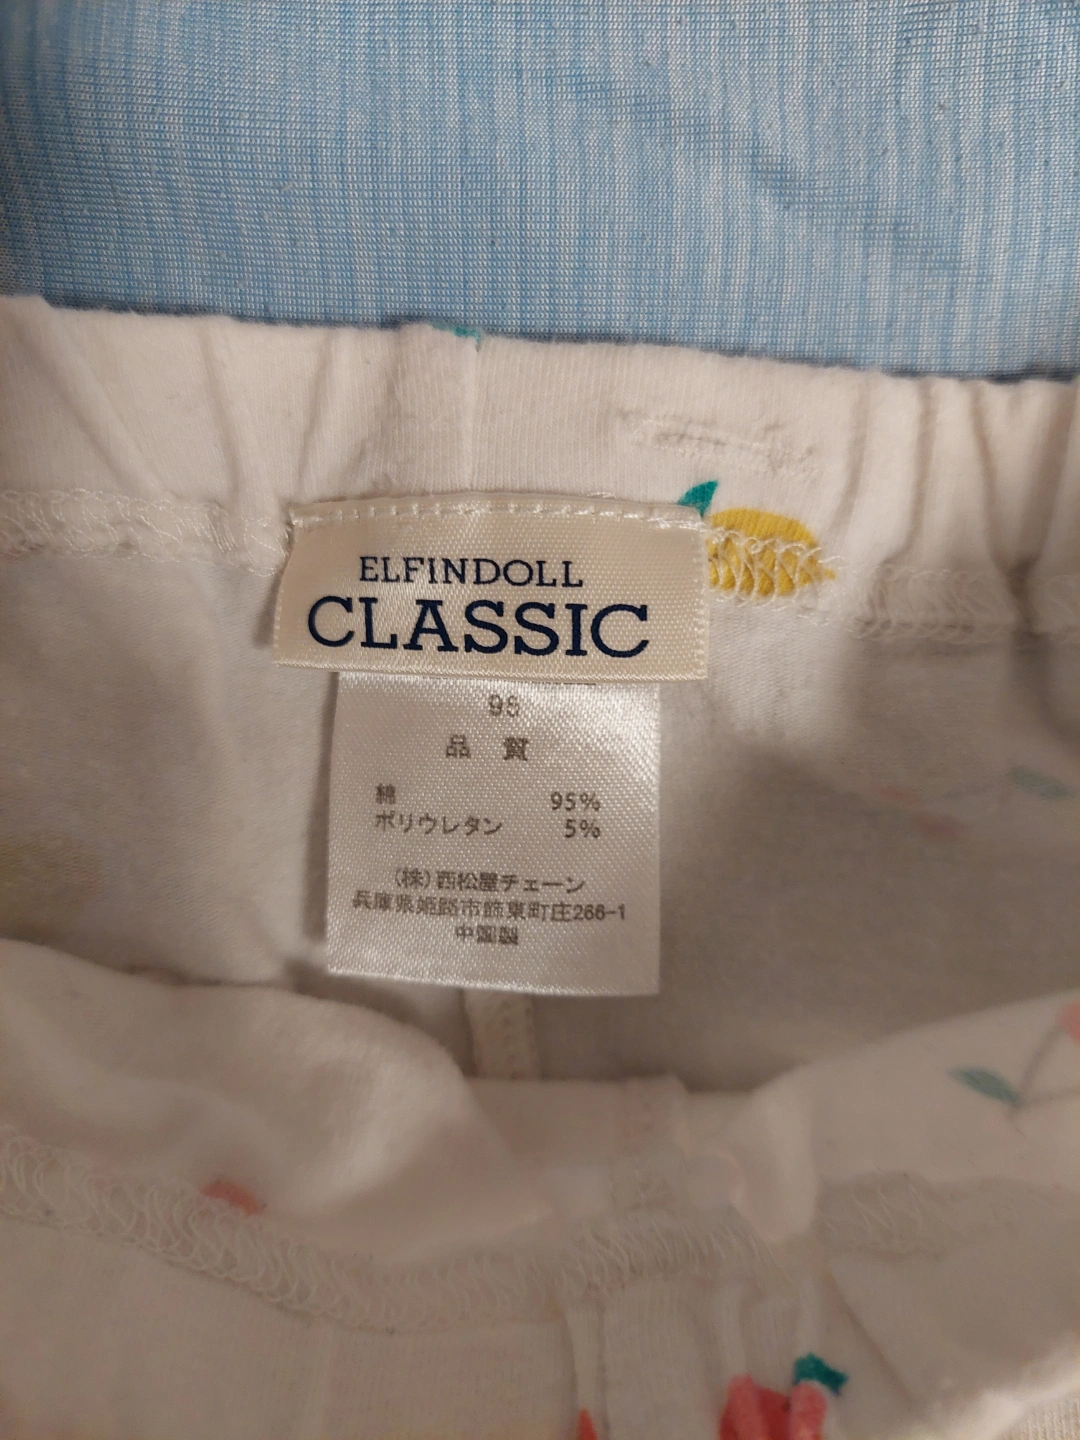 ELFINDOLL
CLASSIC
95
品 質
綿 95%
ポリウレタン 5%
(株)西松屋チェーン
兵庫県姫路市飾東町庄266-1
中国製